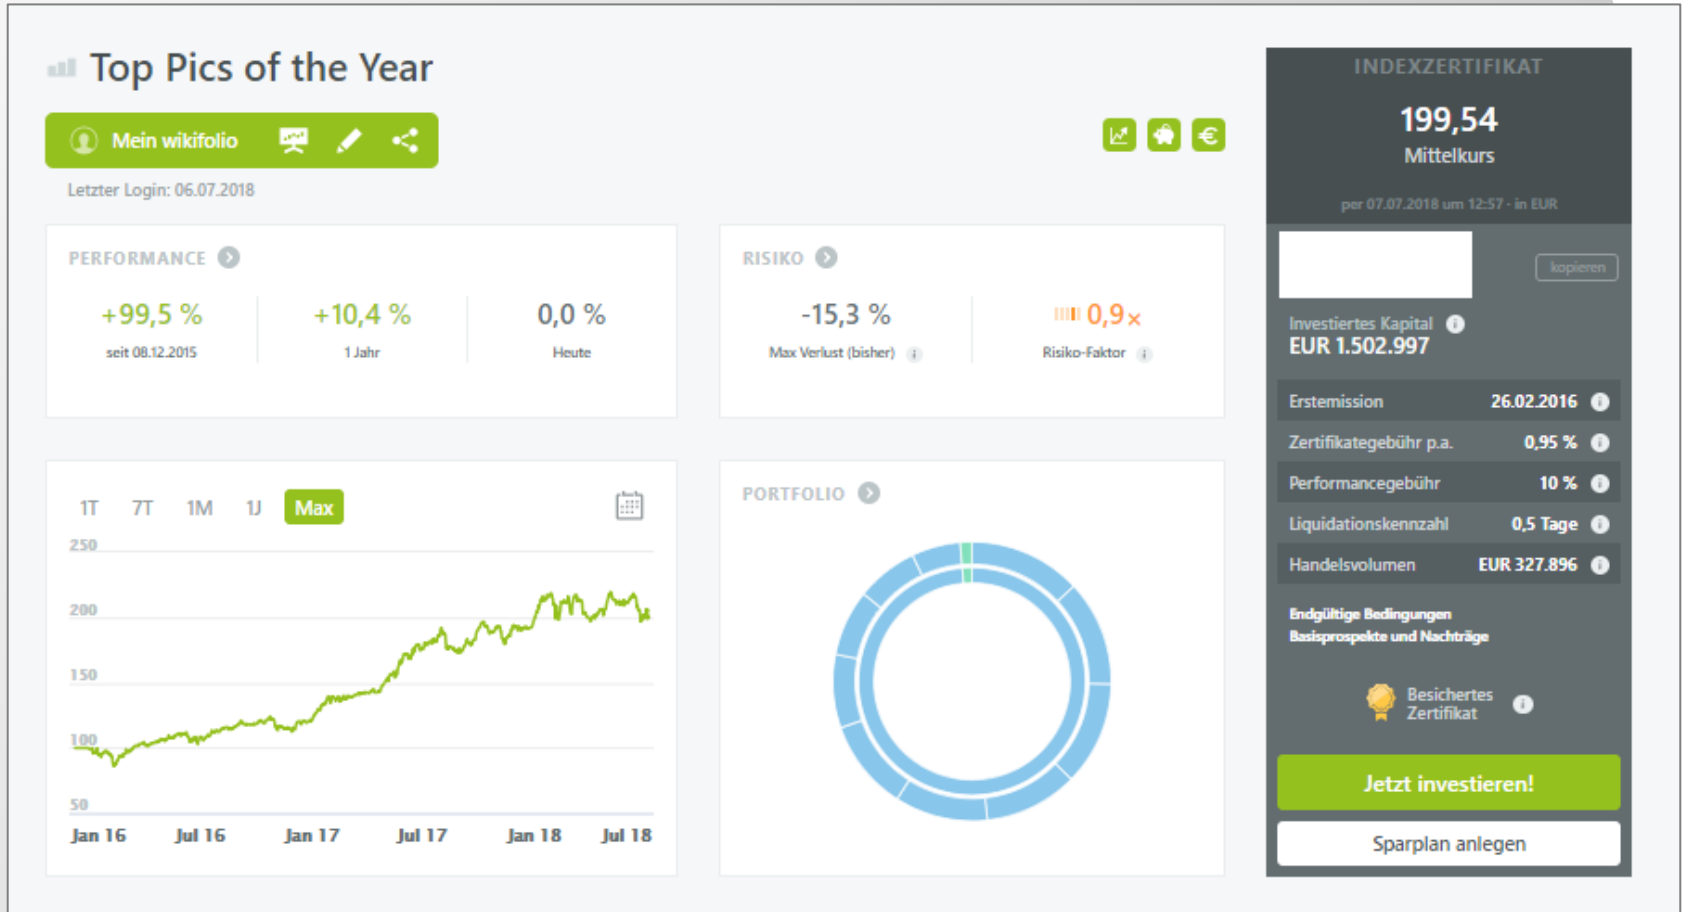 Top Pics of the Year
Mein wikifolio
Letzter Login: 06.07.2018
PERFORMANCE
+99,5 %
seit 08.12.2015
+10,4 %
1 Jahr
0,0 %
Heute
RISIKO
-15,3 %
Max Verlust (bisher)
0,9 x
Risiko-Faktor
1T 7T 1M 1J Max
250
200
150
100
50
Jan 16 Jul 16 Jan 17 Jul 17 Jan 18 Jul 18
PORTFOLIO
INDEXZERTIFIKAT
199,54
Mittelkurs
per 07.07.2018 um 12:57 - in EUR
kopieren
Investiertes Kapital
EUR 1.502.997
Erstemission 26.02.2016
Zertifikategebühr p.a. 0,95 %
Performancegebühr 10 %
Liquidationskennzahl 0,5 Tage
Handelsvolumen EUR 327.896
Endgültige Bedingungen
Basisprospekte und Nachträge
Besichertes
Zertifikat
Jetzt investieren!
Sparplan anlegen